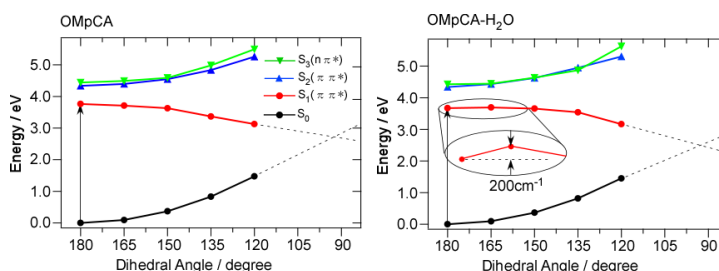 OMpCA
Energy / eV
5.0
4.0
3.0
2.0
1.0
0.0
S₃(nπ*)
S₂(ππ*)
S₁(ππ*)
S₀
180 165 150 135 120 105 90
Dihedral Angle / degree
OMpCA-H₂O
Energy / eV
5.0
4.0
3.0
2.0
1.0
0.0
200cm⁻¹
180 165 150 135 120 105 90
Dihedral Angle / degree